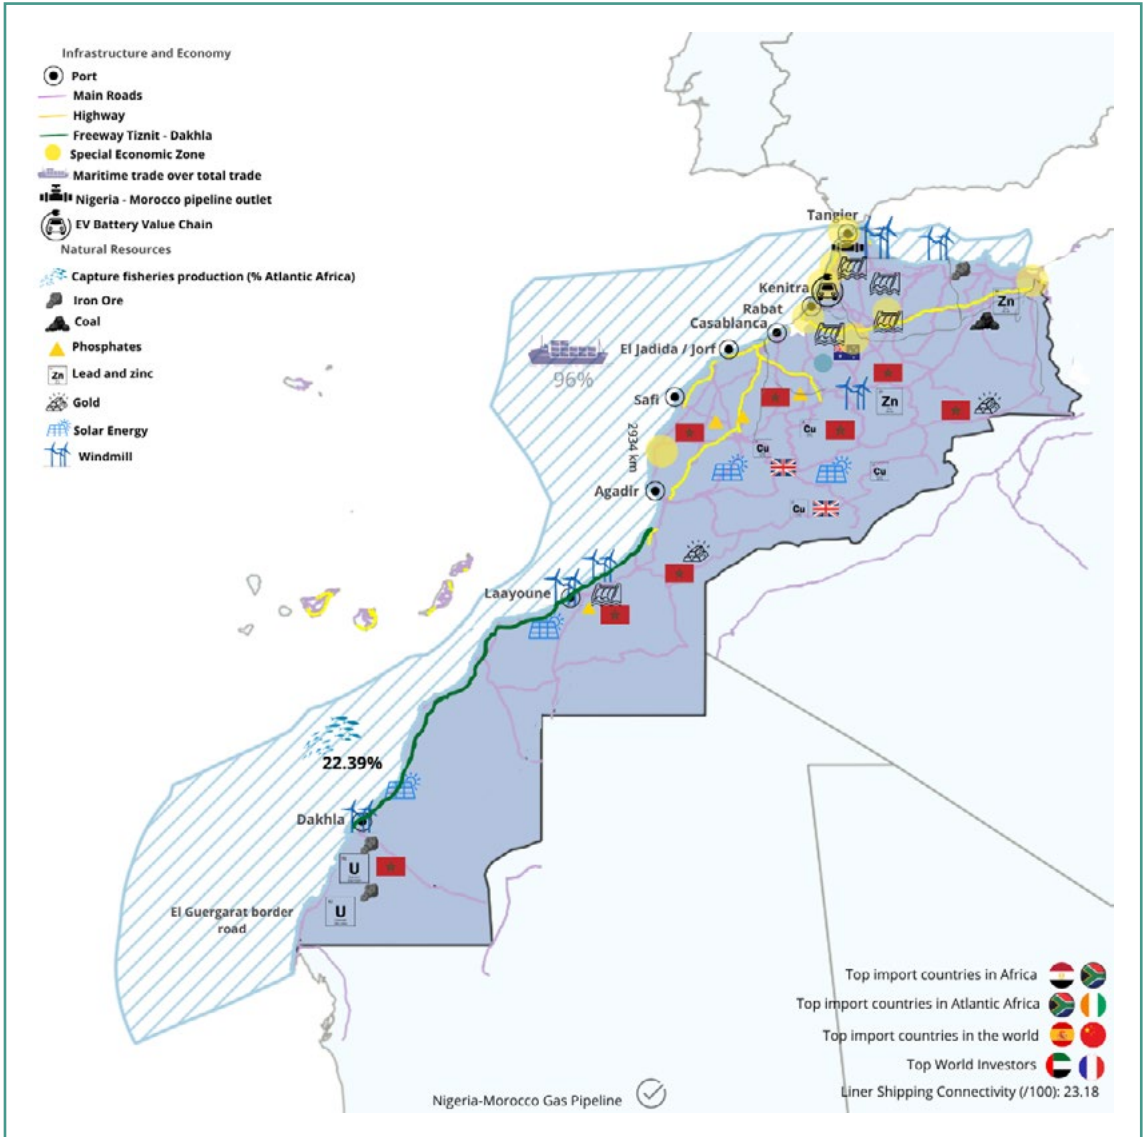 Infrastructure and Economy
Port
Main Roads
Highway
Freeway Tiznit - Dakhla
Special Economic Zone
Maritime trade over total trade
Nigeria - Morocco pipeline outlet
EV Battery Value Chain
Natural Resources
Capture fisheries production (% Atlantic Africa)
Iron Ore
Coal
Phosphates
Zn
Lead and zinc
Gold
Solar Energy
Windmill
Tangier
Kenitra
Rabat
Casablanca
El Jadida / Jorf
Safi
Agadir
Laayoune
Dakhla
El Guergarat border
road
96%
2934 km
22.39%
Zn
Zn
Cu
Cu
Cu
Cu
U
U
Top import countries in Africa
Top import countries in Atlantic Africa
Top import countries in the world
Top World Investors
Liner Shipping Connectivity (/100): 23.18
Nigeria-Morocco Gas Pipeline